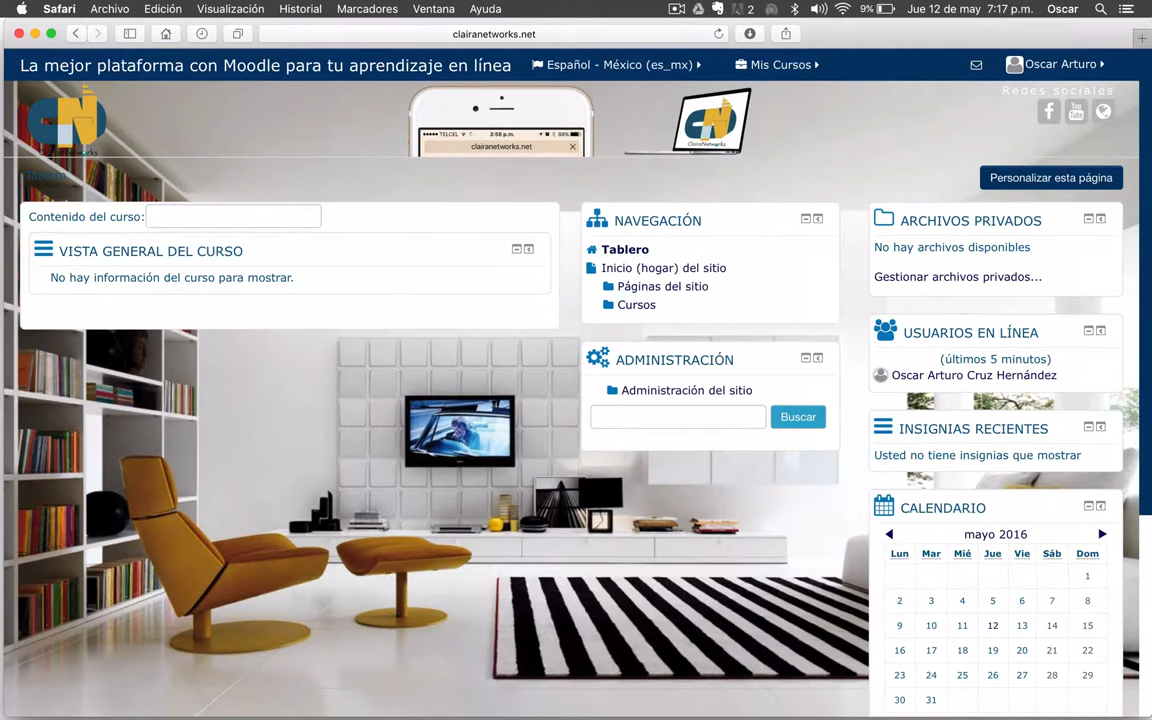 Safari Archivo Edición Visualización Historial Marcadores Ventana Ayuda 2 9% Jue 12 de may 7:17 p.m. Oscar
clairanetworks.net
La mejor plataforma con Moodle para tu aprendizaje en línea Español - México (es_mx) Mis Cursos Oscar Arturo
Redes sociales
You Tube
TELCEL 3:58 p.m. 88%
clairanetworks.net
ClairaNetworks
ClairaNetworks
Tablero
Personalizar esta página
Contenido del curso:
VISTA GENERAL DEL CURSO
No hay información del curso para mostrar.
NAVEGACIÓN
Tablero
Inicio (hogar) del sitio
Páginas del sitio
Cursos
ADMINISTRACIÓN
Administración del sitio
Buscar
ARCHIVOS PRIVADOS
No hay archivos disponibles
Gestionar archivos privados...
USUARIOS EN LÍNEA
(últimos 5 minutos)
Oscar Arturo Cruz Hernández
INSIGNIAS RECIENTES
Usted no tiene insignias que mostrar
CALENDARIO
mayo 2016
Lun Mar Mié Jue Vie Sáb Dom
1
2 3 4 5 6 7 8
9 10 11 12 13 14 15
16 17 18 19 20 21 22
23 24 25 26 27 28 29
30 31